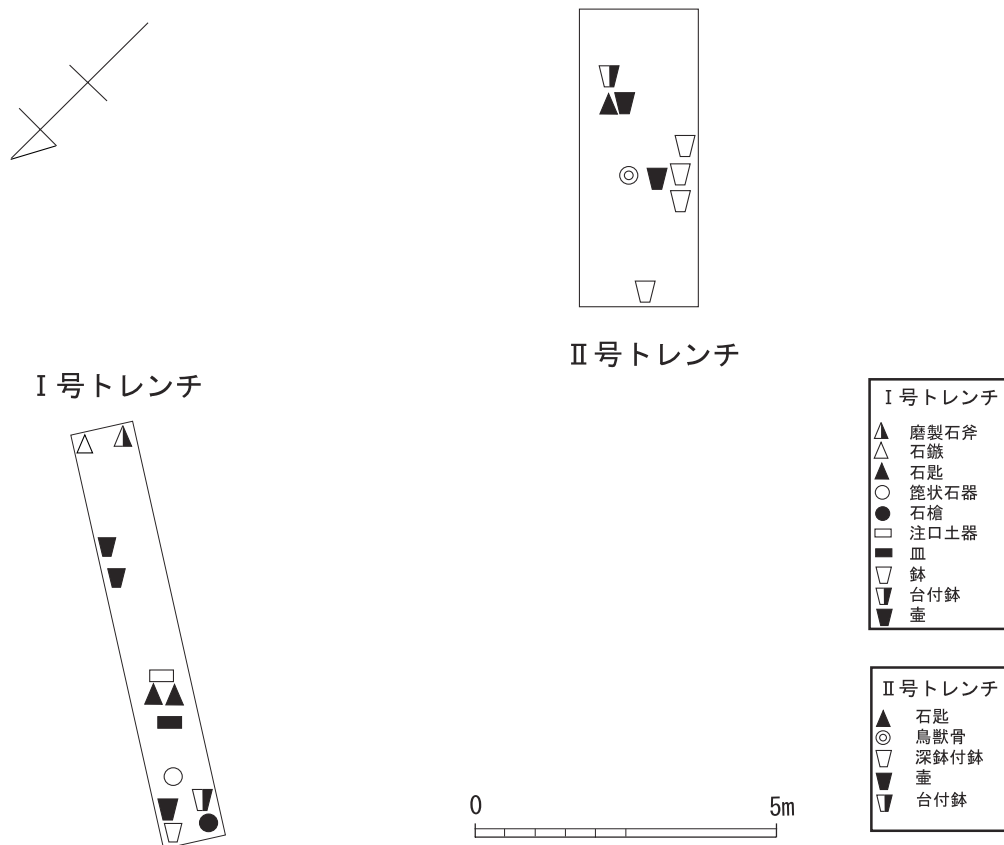 Ⅱ号トレンチ
Ⅰ号トレンチ
Ⅰ号トレンチ
磨製石斧
石鏃
石匙
箆状石器
石槍
注口土器
皿
鉢
台付鉢
壷
Ⅱ号トレンチ
石匙
鳥獣骨
深鉢付鉢
壷
台付鉢
0 5m